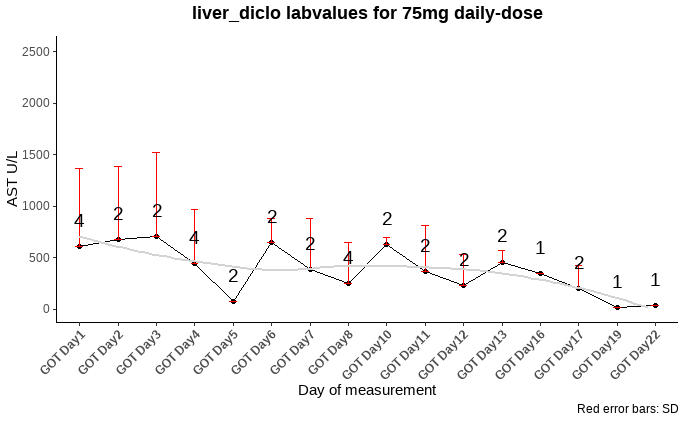 liver_diclo labvalues for 75mg daily-dose
AST U/L
2500
2000
1500
1000
500
0
4 2 2 4 2 2 2 4 2 2 2 2 1 2 1 1
GOT Day1 GOT Day2 GOT Day3 GOT Day4 GOT Day5 GOT Day6 GOT Day7 GOT Day8 GOT Day10 GOT Day11 GOT Day12 GOT Day13 GOT Day16 GOT Day17 GOT Day19 GOT Day22
Day of measurement
Red error bars: SD